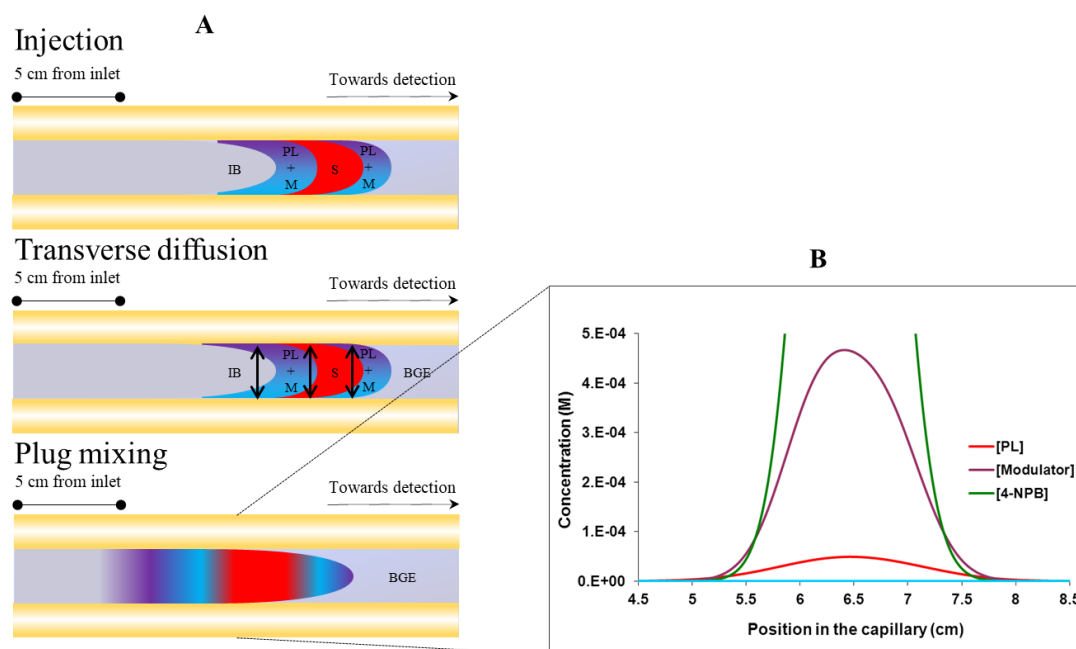 A
Injection
5 cm from inlet
Towards detection
IB
PL
+
M
S
PL
+
M
Transverse diffusion
5 cm from inlet
Towards detection
IB
PL
+
M
S
PL
+
M
BGE
Plug mixing
5 cm from inlet
Towards detection
BGE
B
5.E-04
4.E-04
3.E-04
2.E-04
1.E-04
0.E+00
Concentration (M)
4.5 5 5.5 6 6.5 7 7.5 8 8.5
Position in the capillary (cm)
[PL]
[Modulator]
[4-NPB]